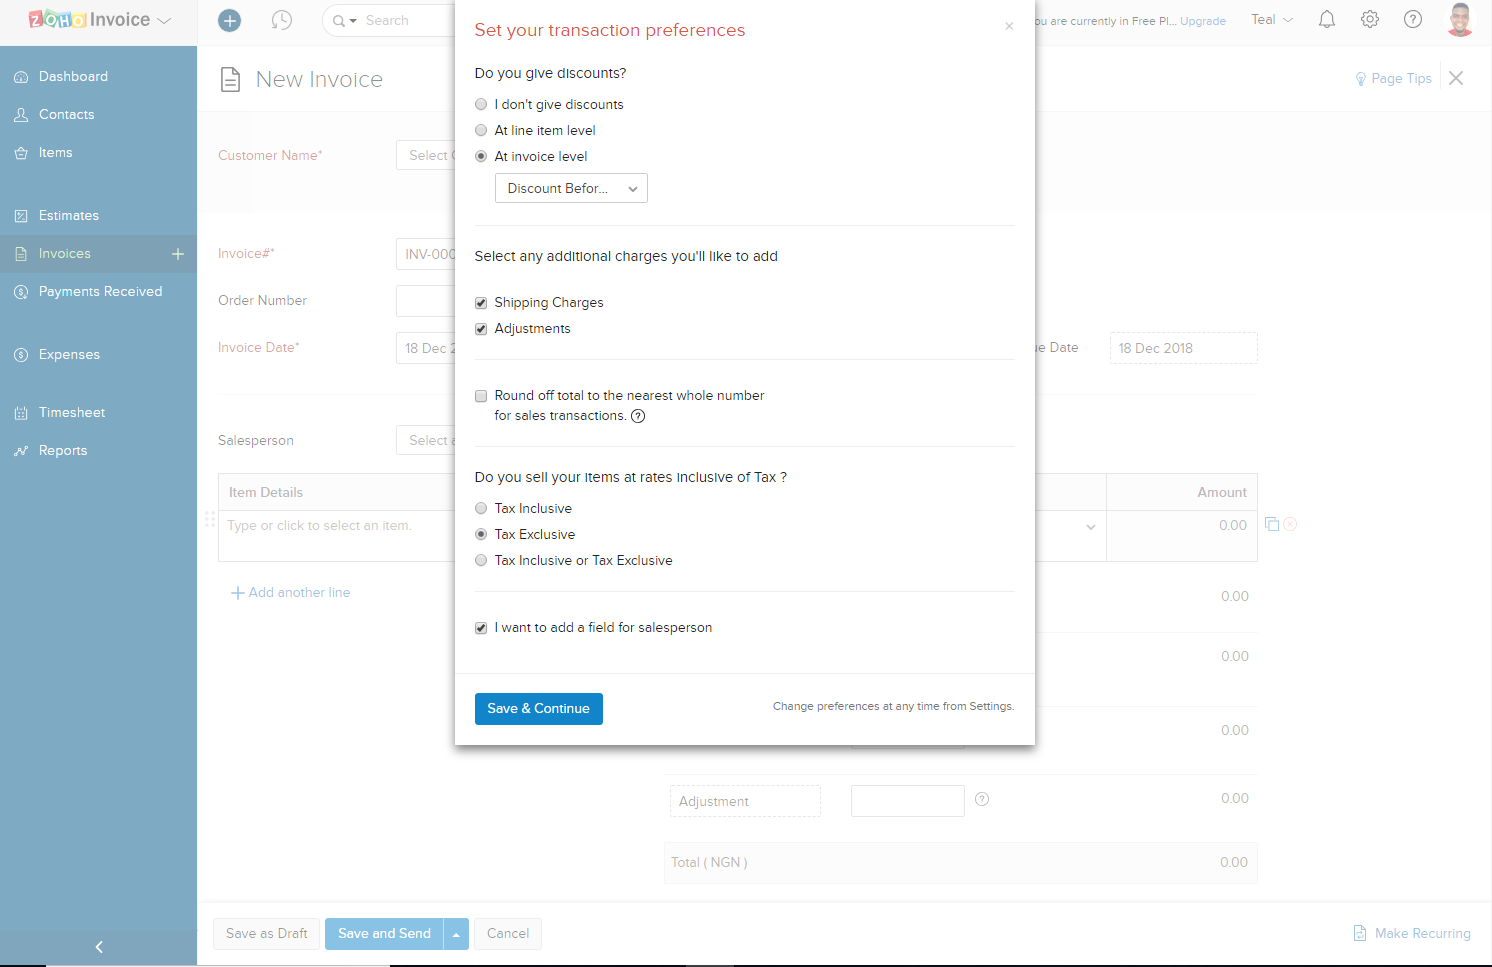 ZOHO Invoice
Search
ou are currently in Free Pl... Upgrade
Teal
Dashboard
Contacts
Items
Estimates
Invoices
Payments Received
Expenses
Timesheet
Reports
New Invoice
Page Tips
Customer Name*
Select
Invoice#*
INV-000
Order Number
Invoice Date*
18 Dec 2
ue Date
18 Dec 2018
Salesperson
Select a
Item Details
Amount
Type or click to select an item.
0.00
Add another line
0.00
0.00
0.00
Adjustment
0.00
Total ( NGN )
0.00
Save as Draft
Save and Send
Cancel
Make Recurring
Set your transaction preferences
Do you give discounts?
I don't give discounts
At line item level
At invoice level
Discount Befor...
Select any additional charges you'll like to add
Shipping Charges
Adjustments
Round off total to the nearest whole number
for sales transactions.
Do you sell your items at rates inclusive of Tax ?
Tax Inclusive
Tax Exclusive
Tax Inclusive or Tax Exclusive
I want to add a field for salesperson
Save & Continue
Change preferences at any time from Settings.